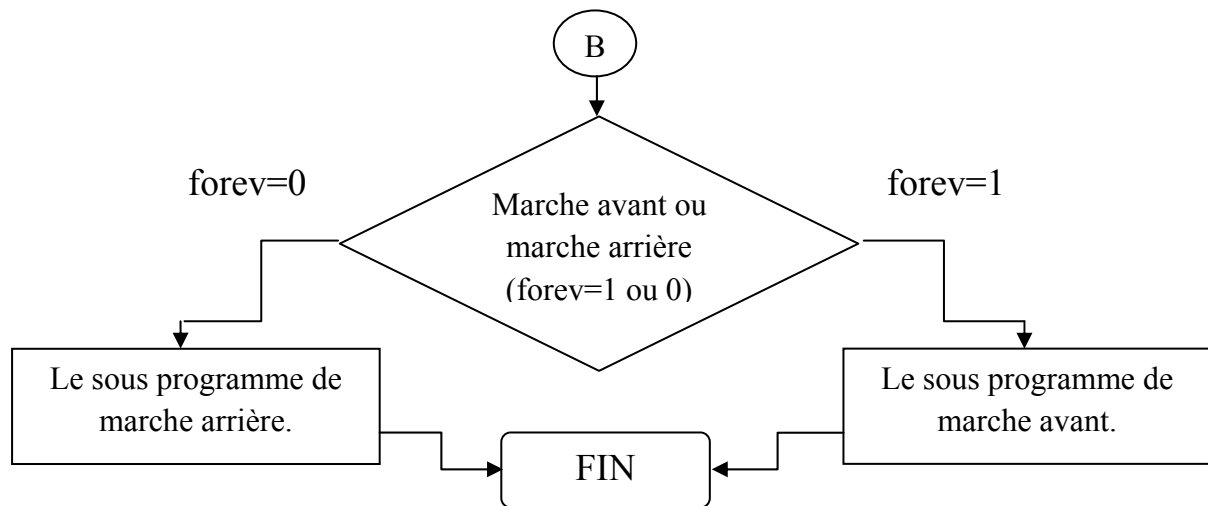 B
forev=0
forev=1
Marche avant ou
marche arrière
(forev=1 ou 0)
Le sous programme de
marche arrière.
Le sous programme de
marche avant.
FIN